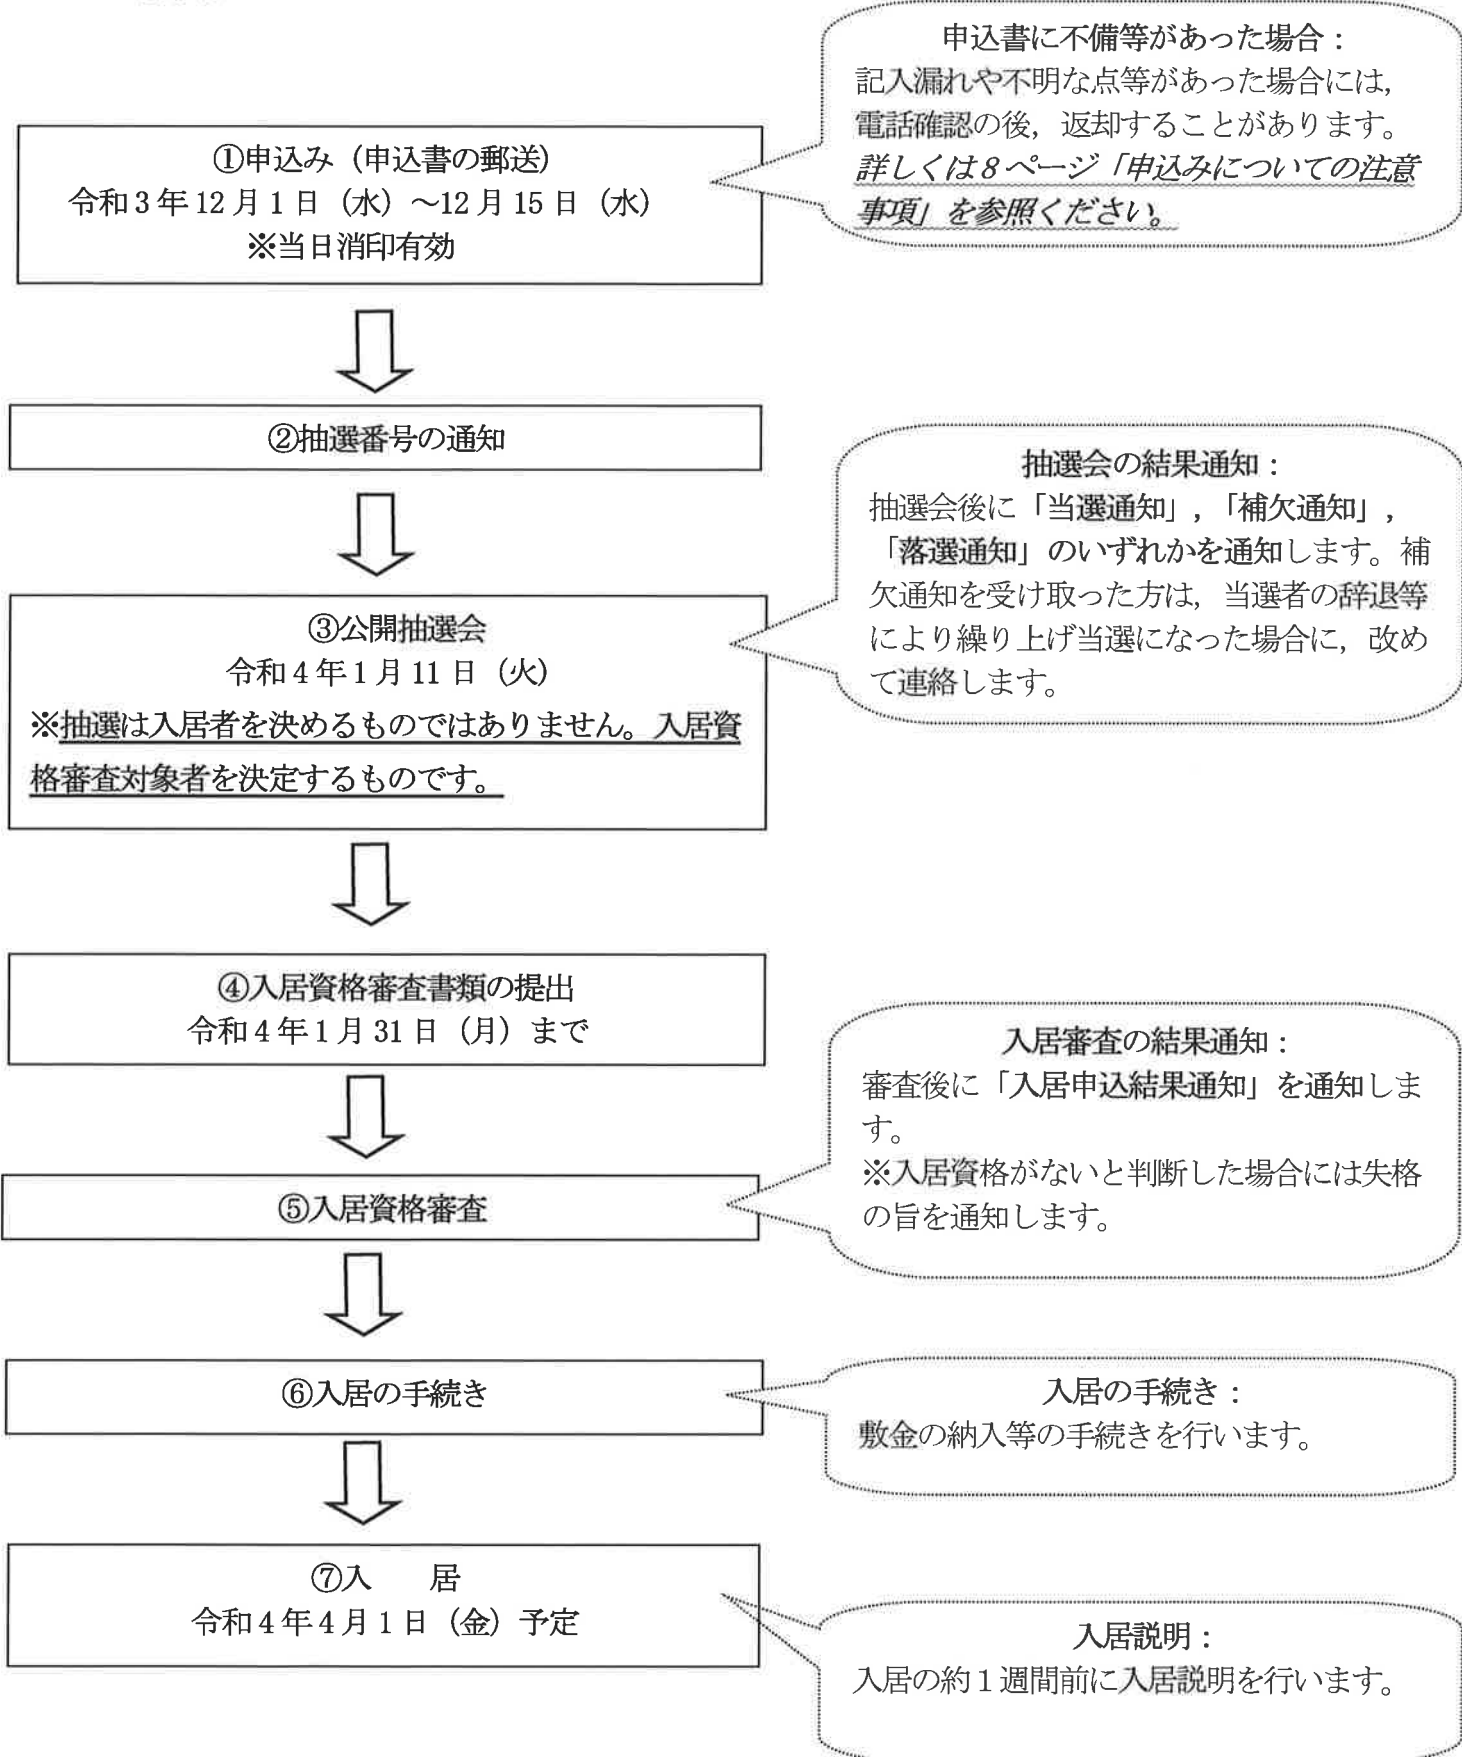 ①申込み（申込書の郵送）
令和3年12月1日（水）～12月15日（水）
※当日消印有効
申込書に不備等があった場合：
記入漏れや不明な点等があった場合には，
電話確認の後，返却することがあります。
詳しくは8ページ「申込みについての注意
事項」を参照ください。
②抽選番号の通知
③公開抽選会
令和4年1月11日（火）
※抽選は入居者を決めるものではありません。入居資
格審査対象者を決定するものです。
抽選会の結果通知：
抽選会後に「当選通知」，「補欠通知」，
「落選通知」のいずれかを通知します。補
欠通知を受け取った方は，当選者の辞退等
により繰り上げ当選になった場合に，改め
て連絡します。
④入居資格審査書類の提出
令和4年1月31日（月）まで
⑤入居資格審査
入居審査の結果通知：
審査後に「入居申込結果通知」を通知しま
す。
※入居資格がないと判断した場合には失格
の旨を通知します。
⑥入居の手続き
入居の手続き：
敷金の納入等の手続きを行います。
⑦入　居
令和4年4月1日（金）予定
入居説明：
入居の約1週間前に入居説明を行います。